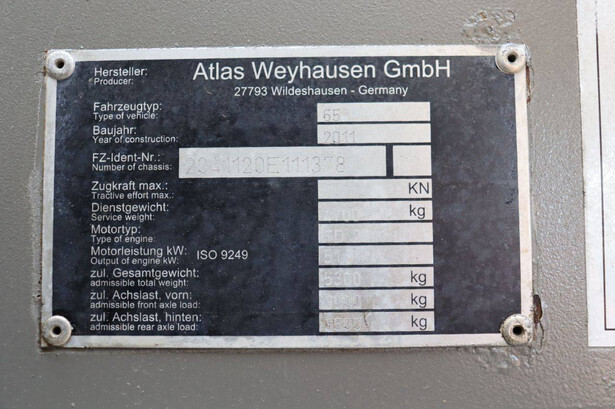 Hersteller: Atlas Weyhausen GmbH
Producer: 27793 Wildeshausen - Germany
Fahrzeugtyp: 65
Type of vehicle:
Baujahr: 2011
Year of construction:
FZ-Ident-Nr.:
Number of chassis:
Zugkraft max.: KN
Tractive effort max.:
Dienstgewicht: kg
Service weight:
Motortyp:
Type of engine:
Motorleistung kW: ISO 9249
Output of engine kW:
zul. Gesamtgewicht: kg
admissible total weight:
zul. Achslast, vorn: kg
admissible front axle load:
zul. Achslast, hinten: kg
admissible rear axle load: